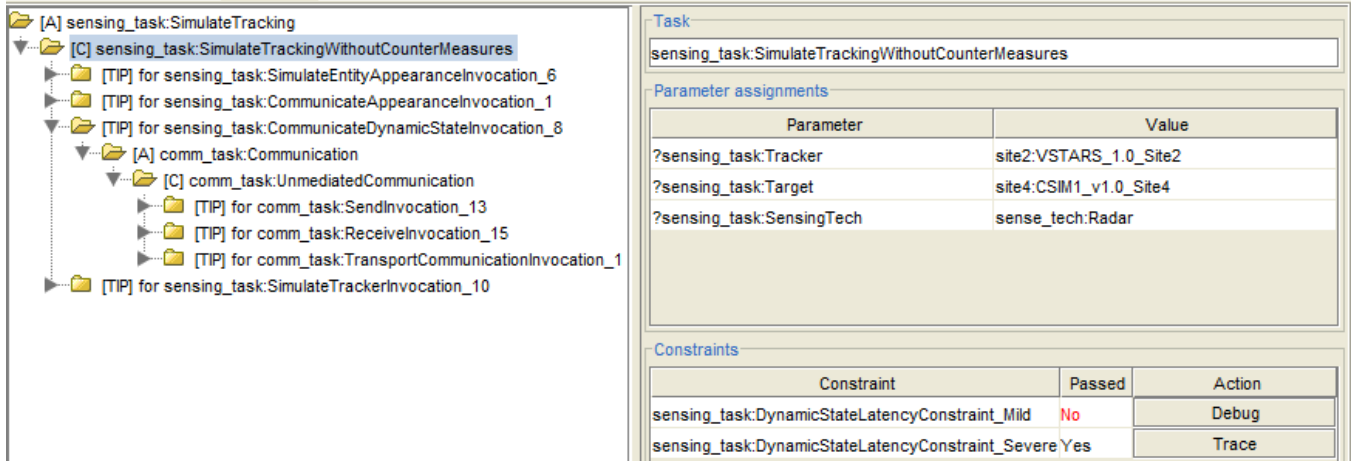 [A] sensing_task:SimulateTracking
[C] sensing_task:SimulateTrackingWithoutCounterMeasures
[TIP] for sensing_task:SimulateEntityAppearanceInvocation_6
[TIP] for sensing_task:CommunicateAppearanceInvocation_1
[TIP] for sensing_task:CommunicateDynamicStateInvocation_8
[A] comm_task:Communication
[C] comm_task:UnmediatedCommunication
[TIP] for comm_task:SendInvocation_13
[TIP] for comm_task:ReceiveInvocation_15
[TIP] for comm_task:TransportCommunicationInvocation_1
[TIP] for sensing_task:SimulateTrackerInvocation_10
Task
sensing_task:SimulateTrackingWithoutCounterMeasures
Parameter assignments
Parameter Value
?sensing_task:Tracker site2:VSTARS_1.0_Site2
?sensing_task:Target site4:CSIM1_v1.0_Site4
?sensing_task:SensingTech sense_tech:Radar
Constraints
Constraint Passed Action
sensing_task:DynamicStateLatencyConstraint_Mild No Debug
sensing_task:DynamicStateLatencyConstraint_Severe Yes Trace